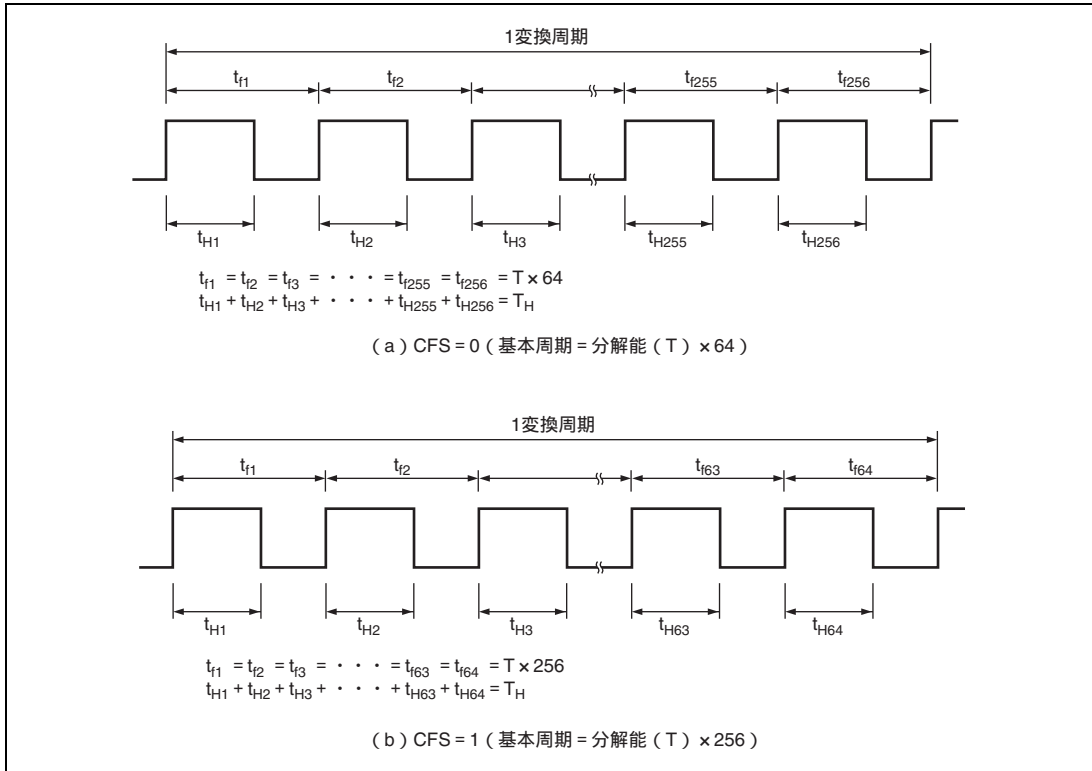 1変換周期
tf1 tf2 tf255 tf256
tH1 tH2 tH3 tH255 tH256
tf1 = tf2 = tf3 = ・・・ = tf255 = tf256 = T × 64
tH1 + tH2 + tH3 + ・・・ + tH255 + tH256 = TH
（a）CFS = 0（基本周期 = 分解能（T）× 64）
1変換周期
tf1 tf2 tf63 tf64
tH1 tH2 tH3 tH63 tH64
tf1 = tf2 = tf3 = ・・・ = tf63 = tf64 = T × 256
tH1 + tH2 + tH3 + ・・・ + tH63 + tH64 = TH
（b）CFS = 1（基本周期 = 分解能（T）× 256）